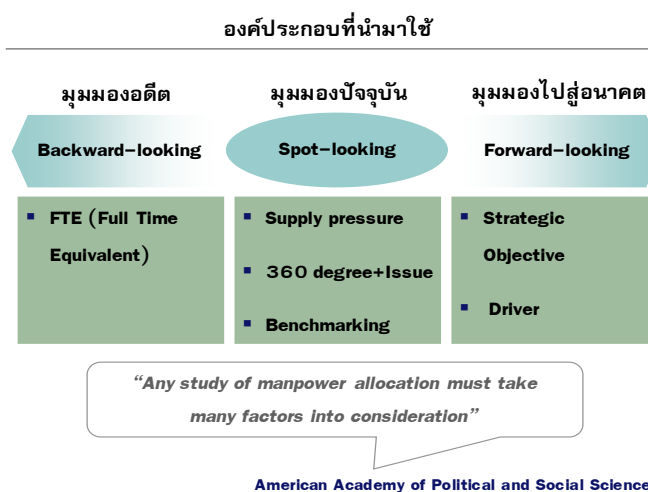 องค์ประกอบที่นำมาใช้
มุมมองอดีต
Backward-looking
▪ FTE (Full Time
Equivalent)
มุมมองปัจจุบัน
Spot-looking
▪ Supply pressure
▪ 360 degree+Issue
▪ Benchmarking
มุมมองไปสู่อนาคต
Forward-looking
▪ Strategic
Objective
▪ Driver
“Any study of manpower allocation must take
many factors into consideration”
American Academy of Political and Social Science